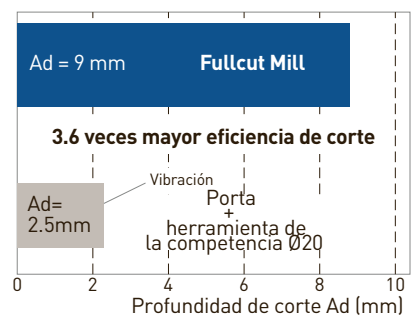 Ad = 9 mm Fullcut Mill
3.6 veces mayor eficiencia de corte
Vibración
Ad=
2.5mm
Porta
+
herramienta de
la competencia Ø20
0 2 4 6 8 10
Profundidad de corte Ad (mm)